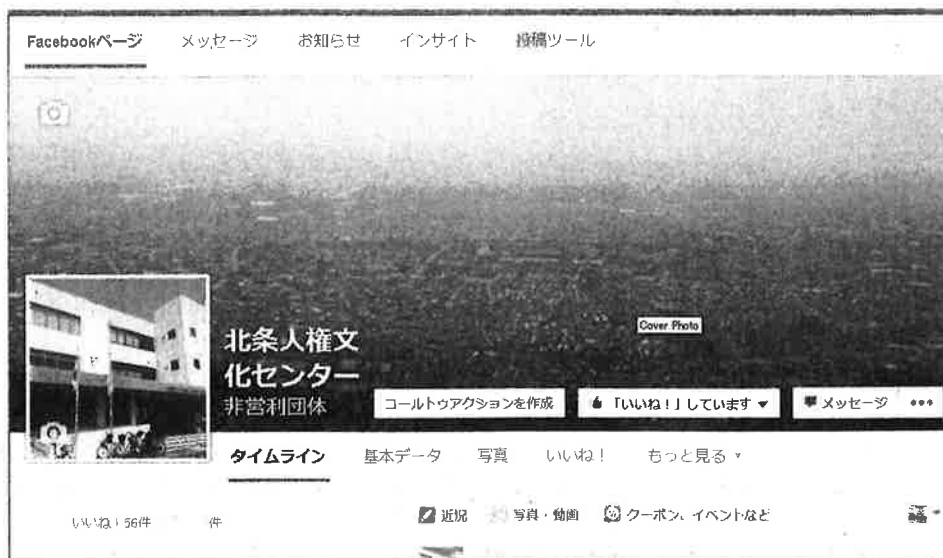 Facebookページ メッセージ お知らせ インサイト 投稿ツール
Cover Photo
北条人権文
化センター
非営利団体
コールトゥアクションを作成 「いいね！」しています メッセージ
タイムライン 基本データ 写真 いいね！ もっと見る
いいね！56件 件
近況 写真・動画 クーポン、イベントなど